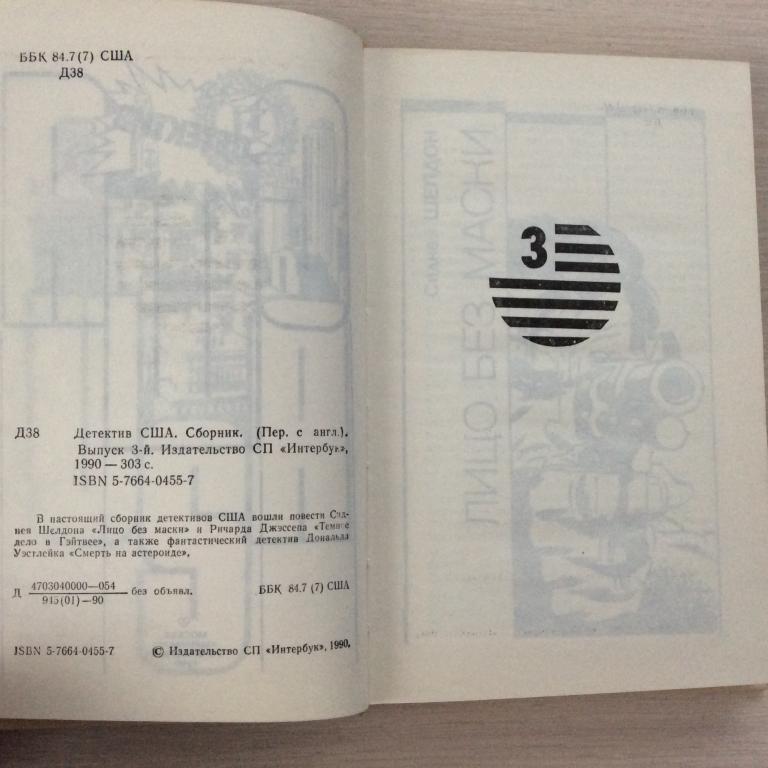 ББК 84.7(7) США
Д38
Д38 Детектив США. Сборник. (Пер. с англ.).
Выпуск 3-й. Издательство СП «Интербук»,
1990 — 303 с.
ISBN 5-7664-0455-7
В настоящий сборник детективов США вошли повести Сид-
нея Шелдона «Лицо без маски» и Ричарда Джэссепа «Темное
дело в Гэйтвее», а также фантастический детектив Дональда
Уэстлейка «Смерть на астероиде».
Д 4703040000—054 без объявл. ББК 84.7 (7) США
945(01)—90
ISBN 5-7664-0455-7 © Издательство СП «Интербук», 1990.
3
СИДНИ ШЕЛДОН
ЛИЦО БЕЗ МАСКИ